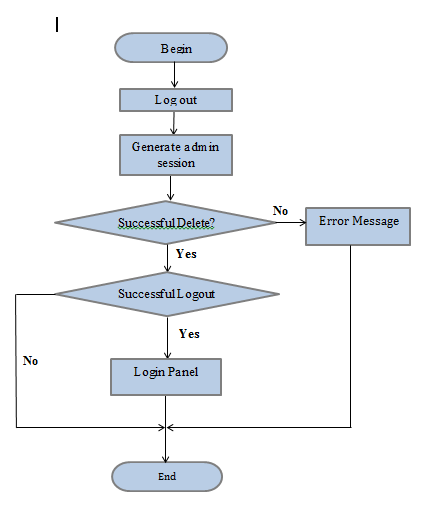 Begin
Log out
Generate admin
session
Successful Delete?
No
Error Message
Yes
Successful Logout
Yes
No
Login Panel
End